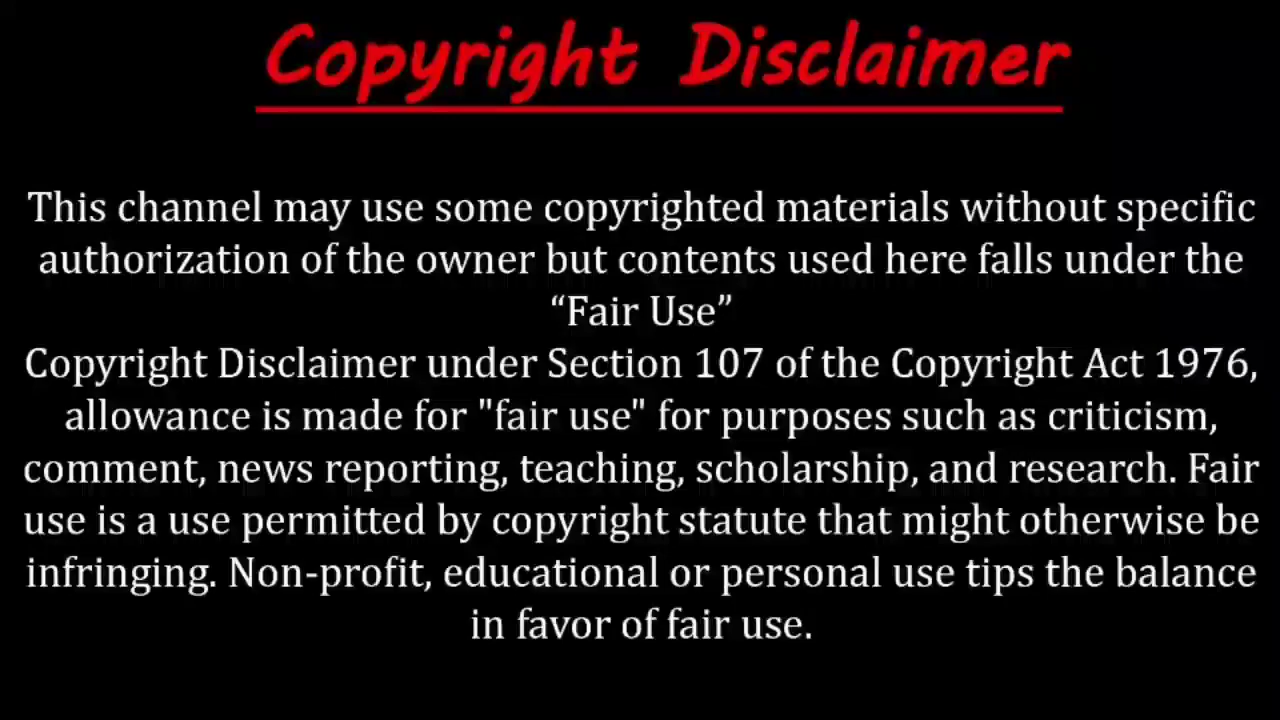 Copyright Disclaimer
This channel may use some copyrighted materials without specific
authorization of the owner but contents used here falls under the
“Fair Use”
Copyright Disclaimer under Section 107 of the Copyright Act 1976,
allowance is made for "fair use" for purposes such as criticism,
comment, news reporting, teaching, scholarship, and research. Fair
use is a use permitted by copyright statute that might otherwise be
infringing. Non-profit, educational or personal use tips the balance
in favor of fair use.